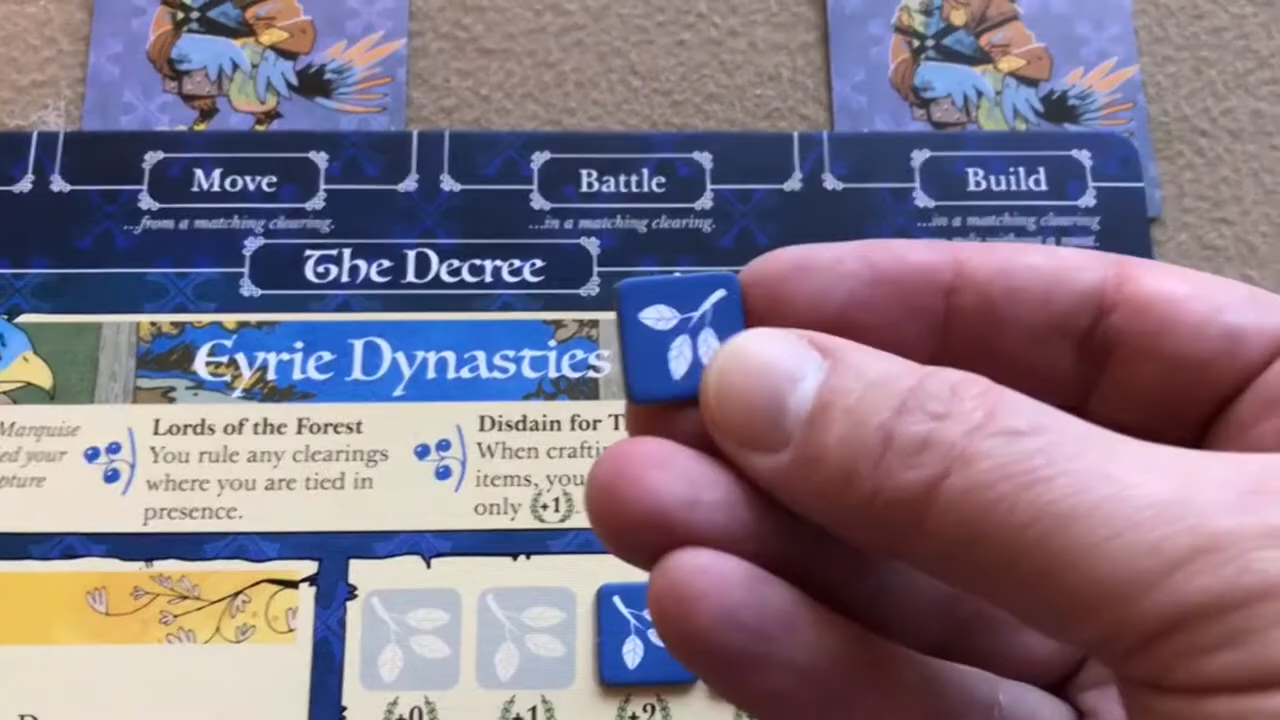 Move
Battle
Build
...from a matching clearing.
...in a matching clearing.
...in a matching clearing
The Decree
Eyrie Dynasties
Marquise
ed your
pture
Lords of the Forest
You rule any clearings
where you are tied in
presence.
Disdain for T
When crafti
items, you
only +1.
+0
+1
+2